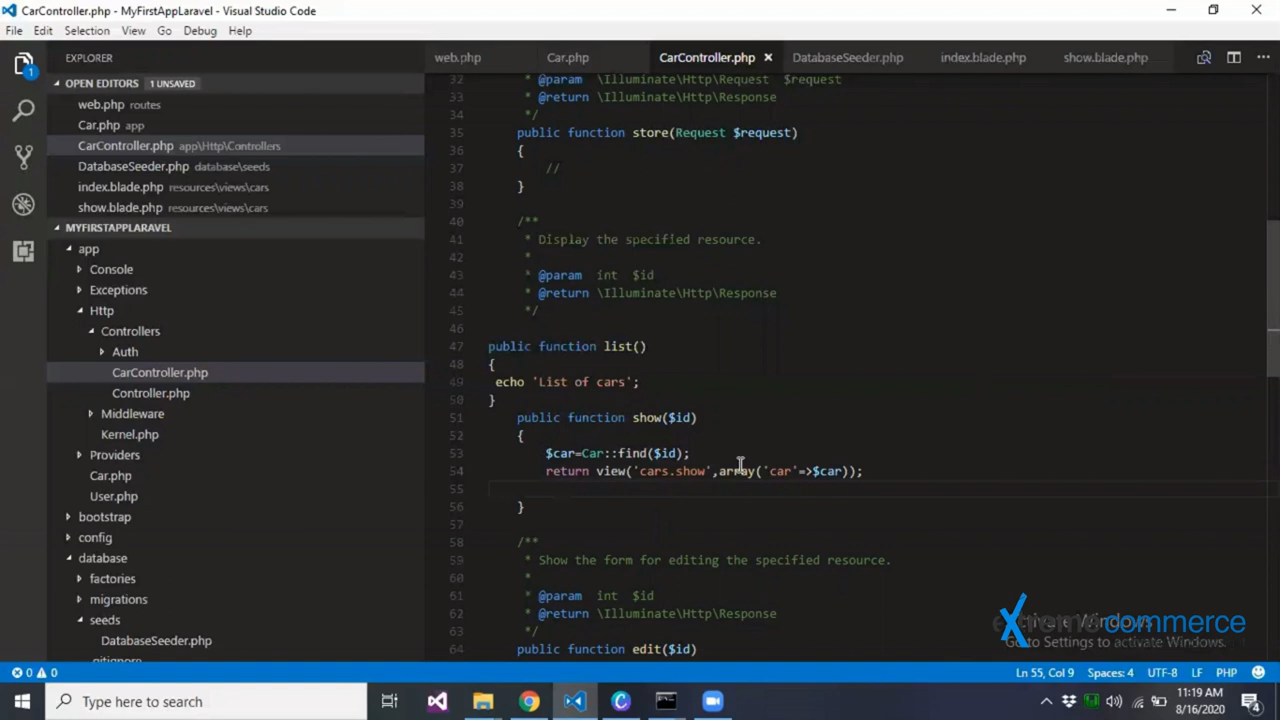 CarController.php - MyFirstAppLaravel - Visual Studio Code
File Edit Selection View Go Debug Help
EXPLORER
web.php Car.php CarController.php DatabaseSeeder.php index.php show.blade.php
OPEN EDITORS 1 UNSAVED
web.php routes
Car.php app
CarController.php app\Http\Controllers
DatabaseSeeder.php database\seeds
index.blade.php resources\views\cars
show.blade.php resources\views\cars
MYFIRSTAPPLARAVEL
app
Console
Exceptions
Http
Controllers
Auth
CarController.php
Controller.php
Middleware
Kernel.php
Providers
Car.php
User.php
bootstrap
config
database
factories
migrations
seeds
DatabaseSeeder.php
.gitignore
32 * @param \Illuminate\Http\Request $request
33 * @return \Illuminate\Http\Response
34 */
35 public function store(Request $request)
36 {
37 //
38 }
39
40 /**
41 * Display the specified resource.
42 *
43 * @param int $id
44 * @return \Illuminate\Http\Response
45 */
46
47 public function list()
48 {
49 echo 'List of cars';
50 }
51 public function show($id)
52 {
53 $car=Car::find($id);
54 return view('cars.show',array('car'=>$car));
55
56 }
57
58 /**
59 * Show the form for editing the specified resource.
60 *
61 * @param int $id
62 * @return \Illuminate\Http\Response
63 */
64 public function edit($id)
Activate Windows
Go to Settings to activate Windows.
Xtreme commerce
0 0 Ln 55, Col 9 Spaces: 4 UTF-8 LF PHP
Type here to search
11:19 AM
8/16/2020
4
1